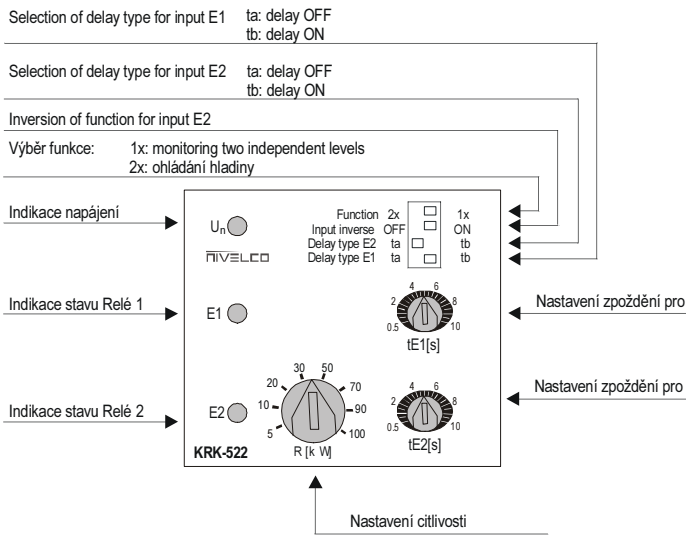 Selection of delay type for input E1 ta: delay OFF
tb: delay ON
Selection of delay type for input E2 ta: delay OFF
tb: delay ON
Inversion of function for input E2
Výběr funkce: 1x: monitoring two independent levels
2x: ohládání hladiny
Indikace napájení
Un
NIVELCO
Function 2x 1x
Input inverse OFF ON
Delay type E2 ta tb
Delay type E1 ta tb
Indikace stavu Relé 1
E1
0.5 2 4 6 8 10
tE1[s]
Nastavení zpoždění pro
Indikace stavu Relé 2
E2
5 10 20 30 50 70 90 100
R [k W]
0.5 2 4 6 8 10
tE2[s]
Nastavení zpoždění pro
KRK-522
Nastavení citlivosti